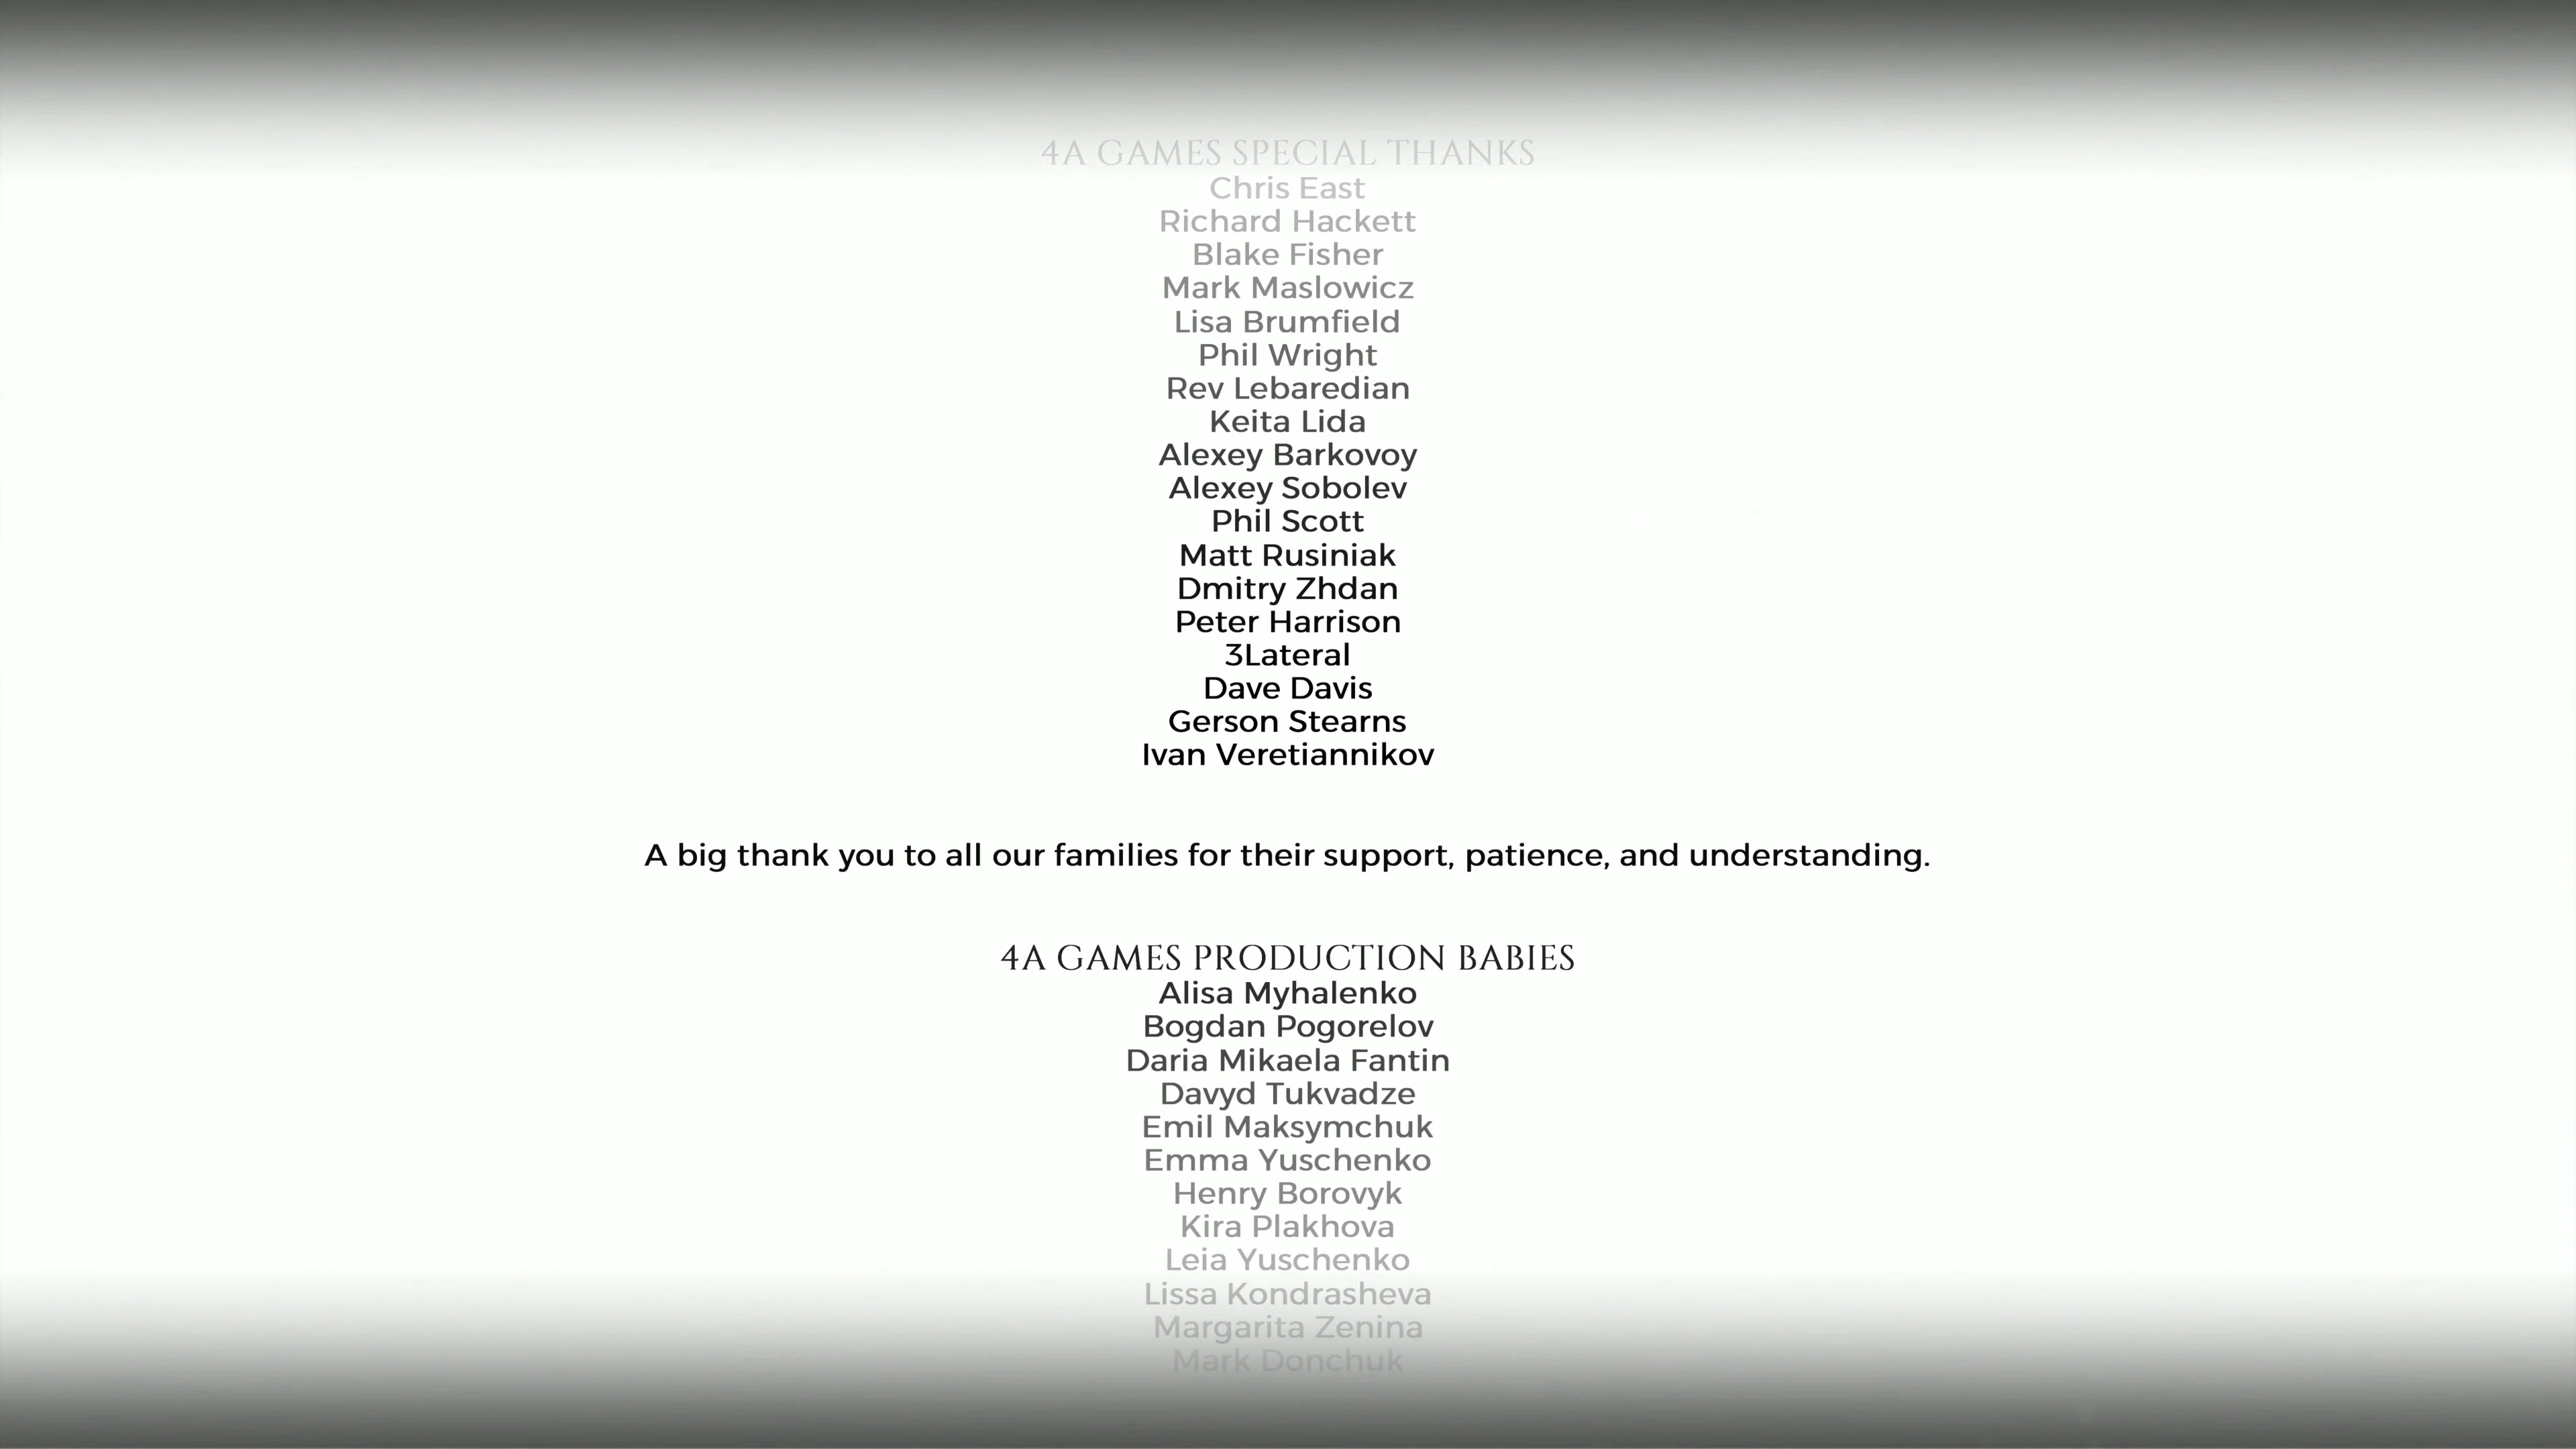 4A GAMES SPECIAL THANKS
Chris East
Richard Hackett
Blake Fisher
Mark Maslowicz
Lisa Brumfield
Phil Wright
Rev Lebaredian
Keita Lida
Alexey Barkovoy
Alexey Sobolev
Phil Scott
Matt Rusiniak
Dmitry Zhdan
Peter Harrison
3Lateral
Dave Davis
Gerson Stearns
Ivan Veretiannikov
A big thank you to all our families for their support, patience, and understanding.
4A GAMES PRODUCTION BABIES
Alisa Myhalenko
Bogdan Pogorelov
Daria Mikaela Fantin
Davyd Tukvadze
Emil Maksymchuk
Emma Yuschenko
Henry Borovyk
Kira Plakhova
Leia Yuschenko
Lissa Kondrasheva
Margarita Zenina
Mark Donchuk